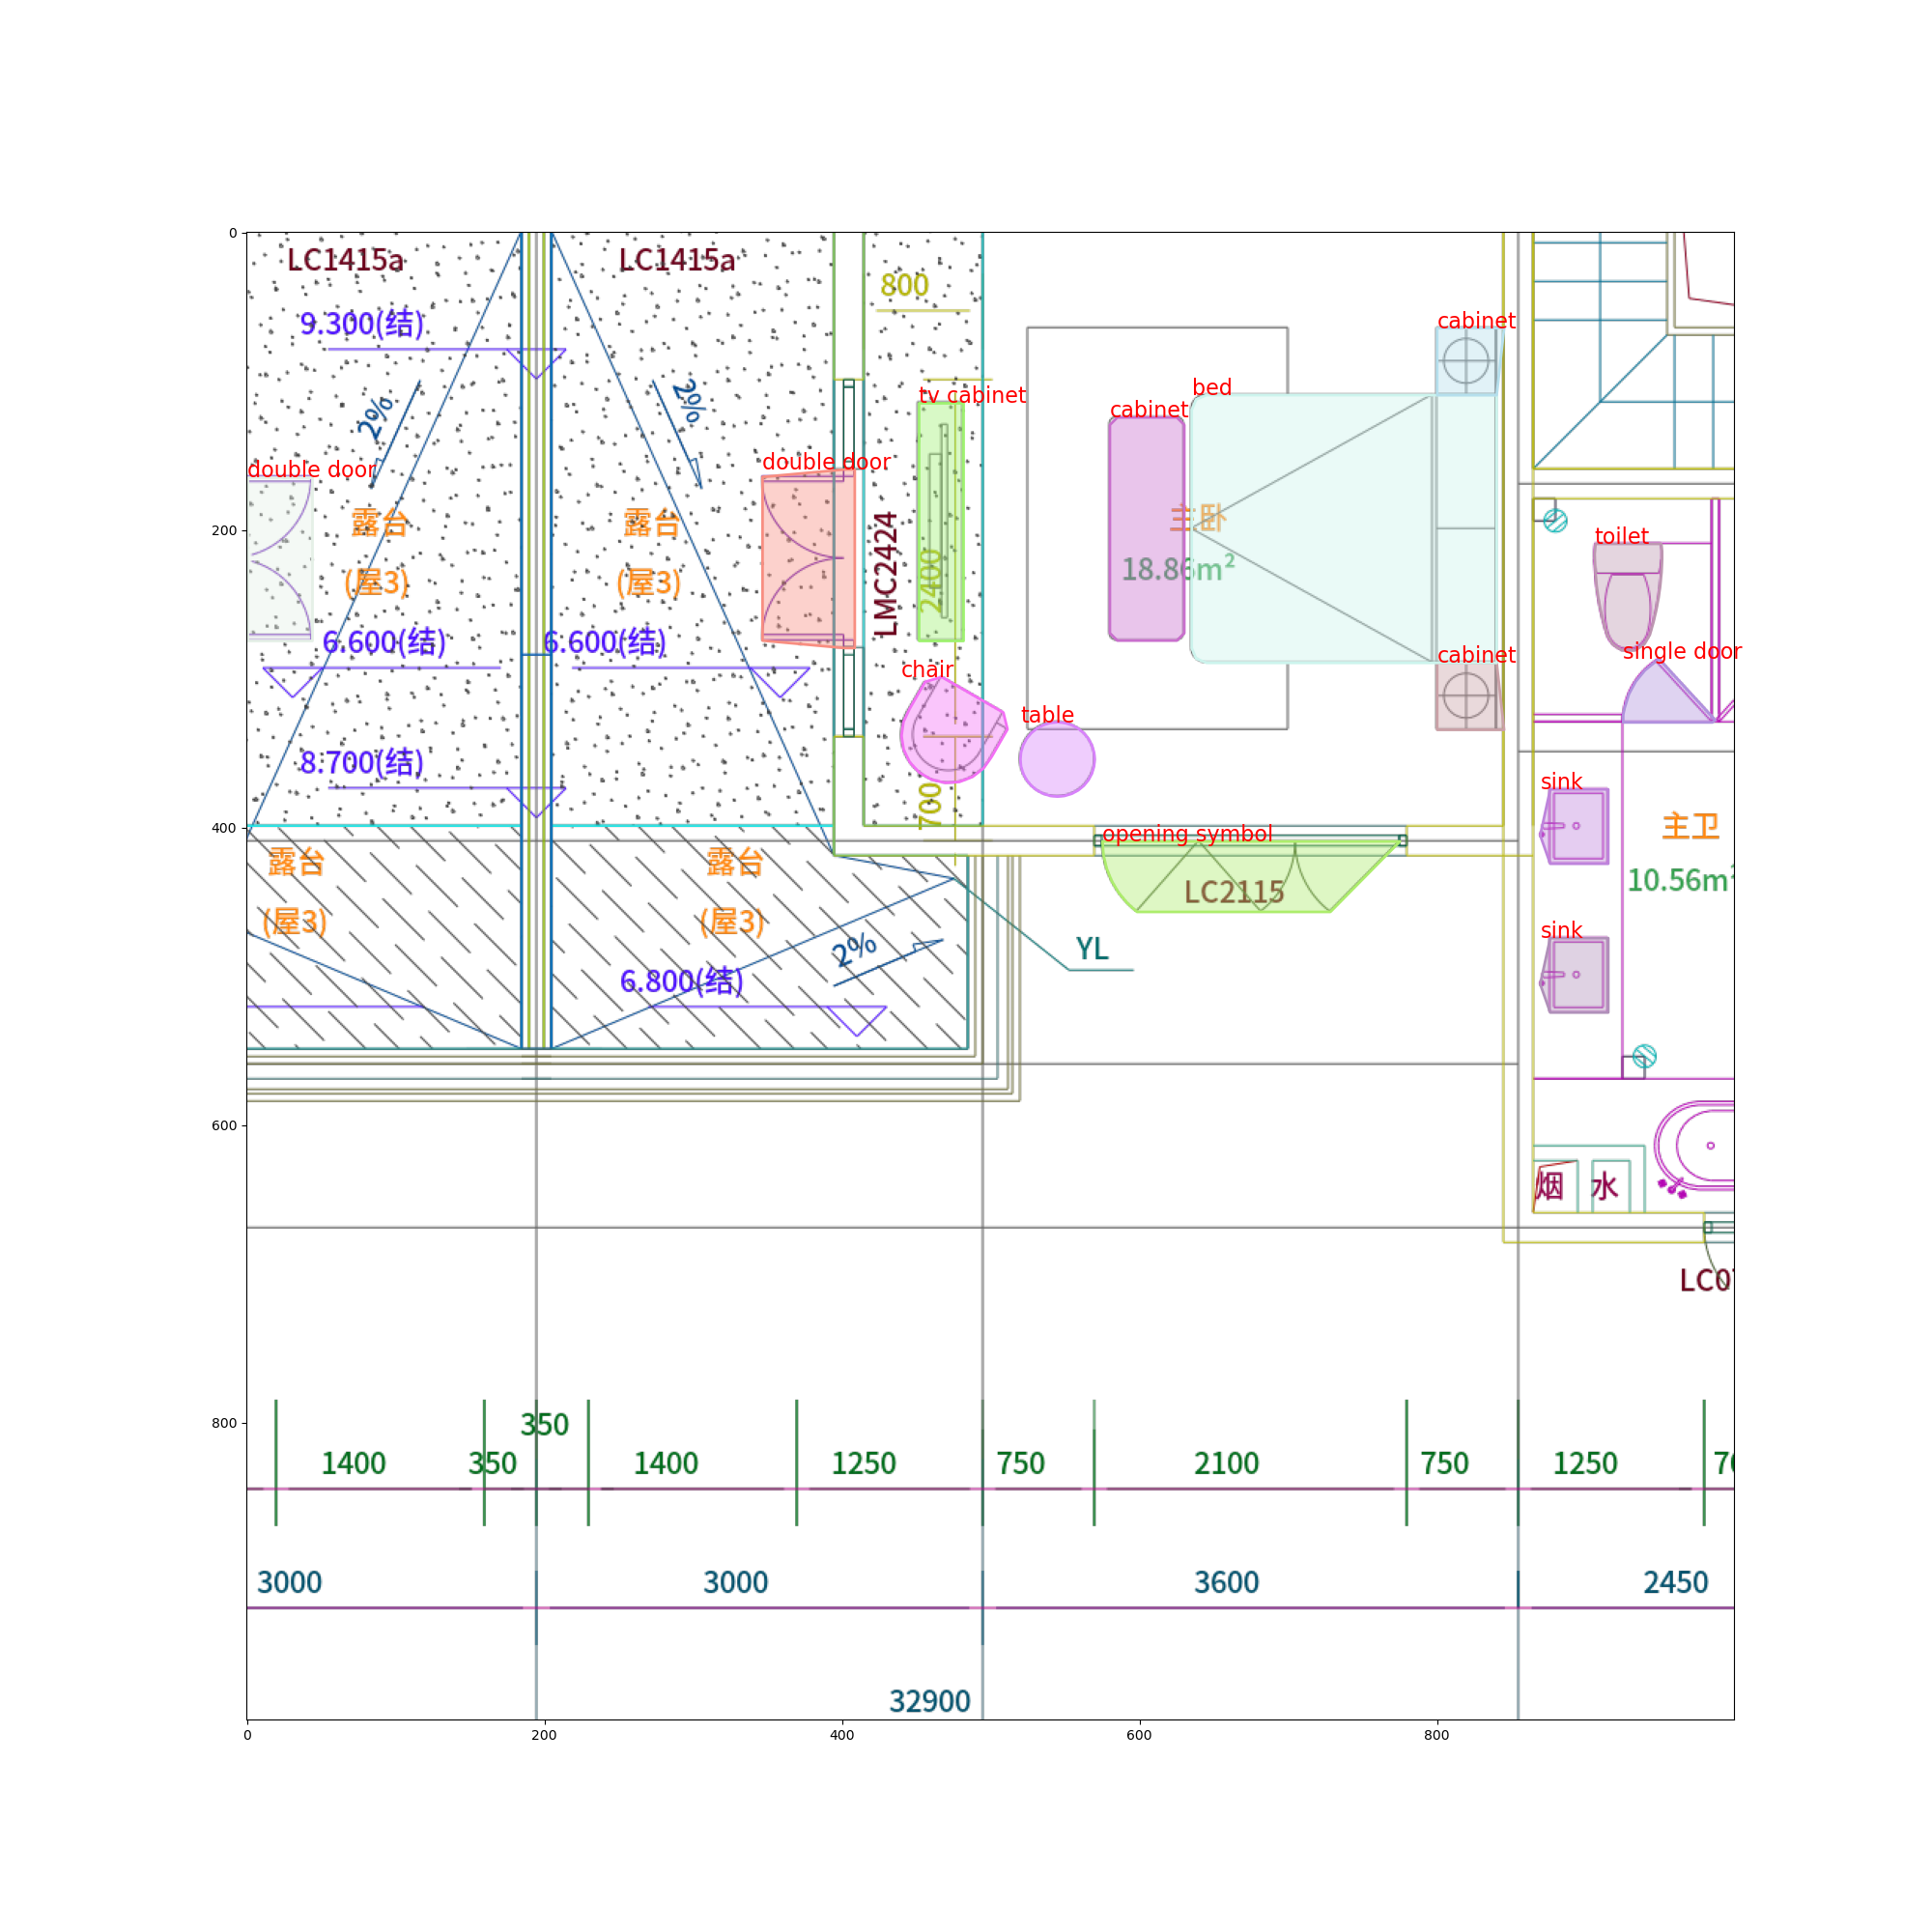 LC1415a
LC1415a
800
9.300(结)
cabinet
2%
2%
tv cabinet
bed
cabinet
double door
double door
露台
(屋3)
露台
(屋3)
LMC2424
2400
主卧
18.86m²
toilet
6.600(结)
6.600(结)
chair
cabinet
single door
table
8.700(结)
700
sink
主卫
opening symbol
露台
(屋3)
露台
(屋3)
LC2115
10.56m²
2%
YL
sink
6.800(结)
烟
水
LC07
350
1400
350
1400
1250
750
2100
750
1250
3000
3000
3600
2450
32900
0
200
400
600
800
0
200
400
600
800